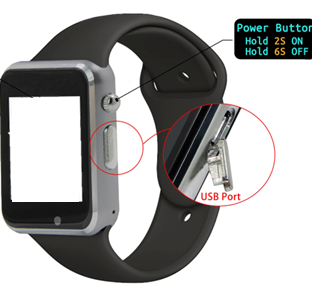 Power Button
Hold 2S ON
Hold 6S OFF
USB Port